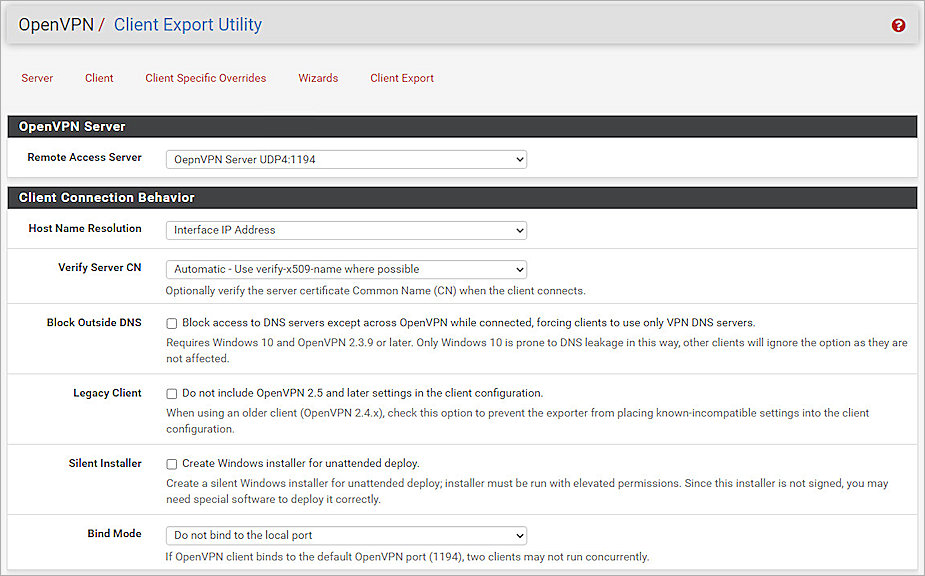 OpenVPN / Client Export Utility
Server Client Client Specific Overrides Wizards Client Export
OpenVPN Server
Remote Access Server OepnVPN Server UDP4:1194
Client Connection Behavior
Host Name Resolution Interface IP Address
Verify Server CN Automatic - Use verify-x509-name where possible
Optionally verify the server certificate Common Name (CN) when the client connects.
Block Outside DNS Block access to DNS servers except across OpenVPN while connected, forcing clients to use only VPN DNS servers.
Requires Windows 10 and OpenVPN 2.3.9 or later. Only Windows 10 is prone to DNS leakage in this way, other clients will ignore the option as they are
not affected.
Legacy Client Do not include OpenVPN 2.5 and later settings in the client configuration.
When using an older client (OpenVPN 2.4.x), check this option to prevent the exporter from placing known-incompatible settings into the client
configuration.
Silent Installer Create Windows installer for unattended deploy.
Create a silent Windows installer for unattended deploy; installer must be run with elevated permissions. Since this installer is not signed, you may
need special software to deploy it correctly.
Bind Mode Do not bind to the local port
If OpenVPN client binds to the default OpenVPN port (1194), two clients may not run concurrently.